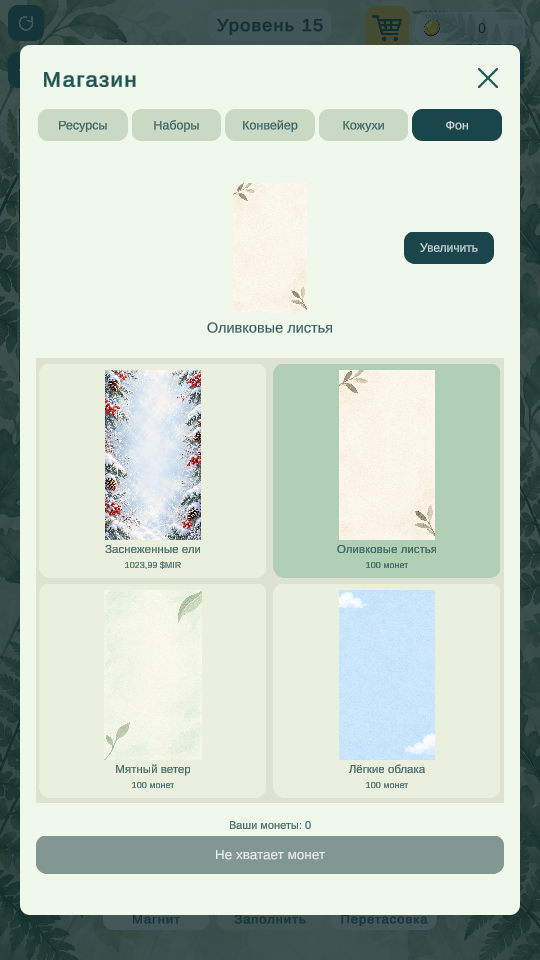 Уровень 15
0
Магазин
Ресурсы
Наборы
Конвейер
Кожухи
Фон
Увеличить
Оливковые листья
Заснеженные ели
1023,99 $MIR
Оливковые листья
100 монет
Мятный ветер
100 монет
Лёгкие облака
100 монет
Ваши монеты: 0
Не хватает монет
Магнит
Заполнить
Перетасовка